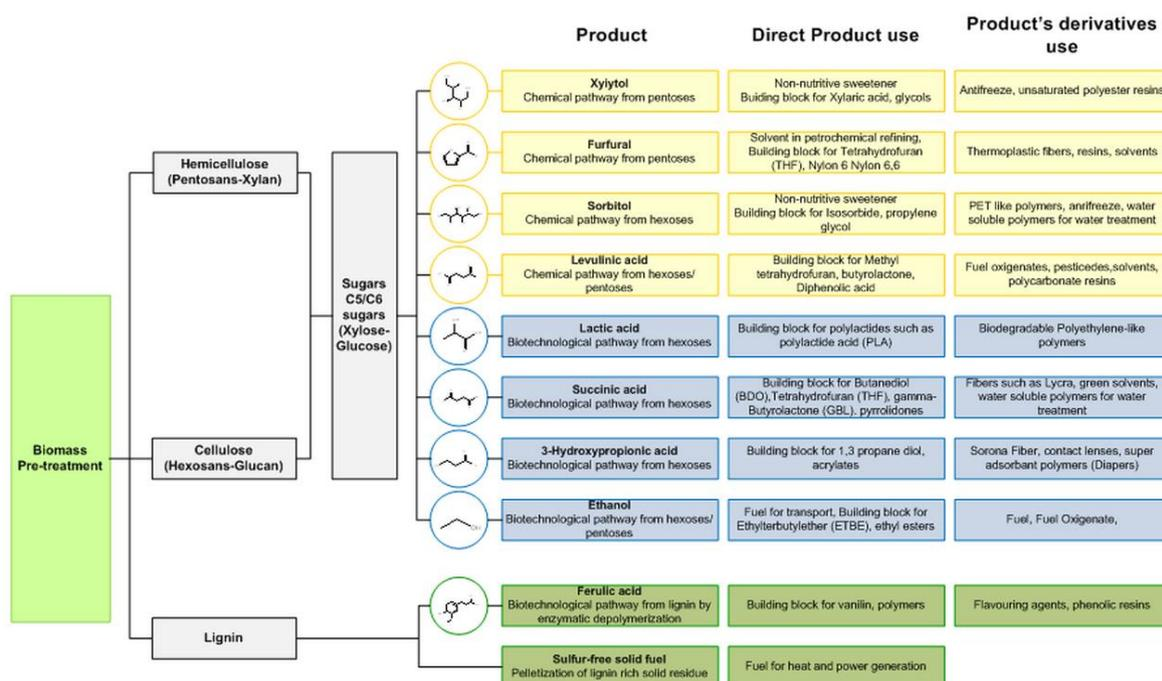 Product
Direct Product use
Product's derivatives
use
Xyiytol
Chemical pathway from pentoses
Non-nutritive sweetener
Buiding block for Xylaric acid, glycols
Antifreeze, unsaturated polyester resins
Furfural
Chemical pathway from pentoses
Solvent in petrochemical refining,
Building block for Tetrahydrofuran
(THF), Nylon 6 Nylon 6,6
Thermoplastic fibers, resins, solvents
Sorbitol
Chemical pathway from hexoses
Non-nutritive sweetener
Building block for Isosorbide, propylene
glycol
PET like polymers, anrifreeze, water
soluble polymers for water treatment
Levulinic acid
Chemical pathway from hexoses/
pentoses
Building block for Methyl
tetrahydrofuran, butyrolactone,
Diphenolic acid
Fuel oxigenates, pesticedes,solvents,
polycarbonate resins
Lactic acid
Biotechnological pathway from hexoses
Building block for polylactides such as
polylactide acid (PLA)
Biodegradable Polyethylene-like
polymers
Succinic acid
Biotechnological pathway from hexoses
Building block for Butanediol
(BDO),Tetrahydrofuran (THF), gamma-
Butyrolactone (GBL). pyrrolidones
Fibers such as Lycra, green solvents,
water soluble polymers for water
treatment
3-Hydroxypropionic acid
Biotechnological pathway from hexoses
Building block for 1,3 propane diol,
acrylates
Sorona Fiber, contact lenses, super
adsorbant polymers (Diapers)
Ethanol
Biotechnological pathway from hexoses/
pentoses
Fuel for transport, Building block for
Ethylterbutylether (ETBE), ethyl esters
Fuel, Fuel Oxigenate,
Ferulic acid
Biotechnological pathway from lignin by
enzymatic depolymerization
Building block for vanilin, polymers
Flavouring agents, phenolic resins
Sulfur-free solid fuel
Pelletization of lignin rich solid residue
Fuel for heat and power generation
Hemicellulose
(Pentosans-Xylan)
Sugars
C5/C6
sugars
(Xylose-
Glucose)
Biomass
Pre-treatment
Cellulose
(Hexosans-Glucan)
Lignin